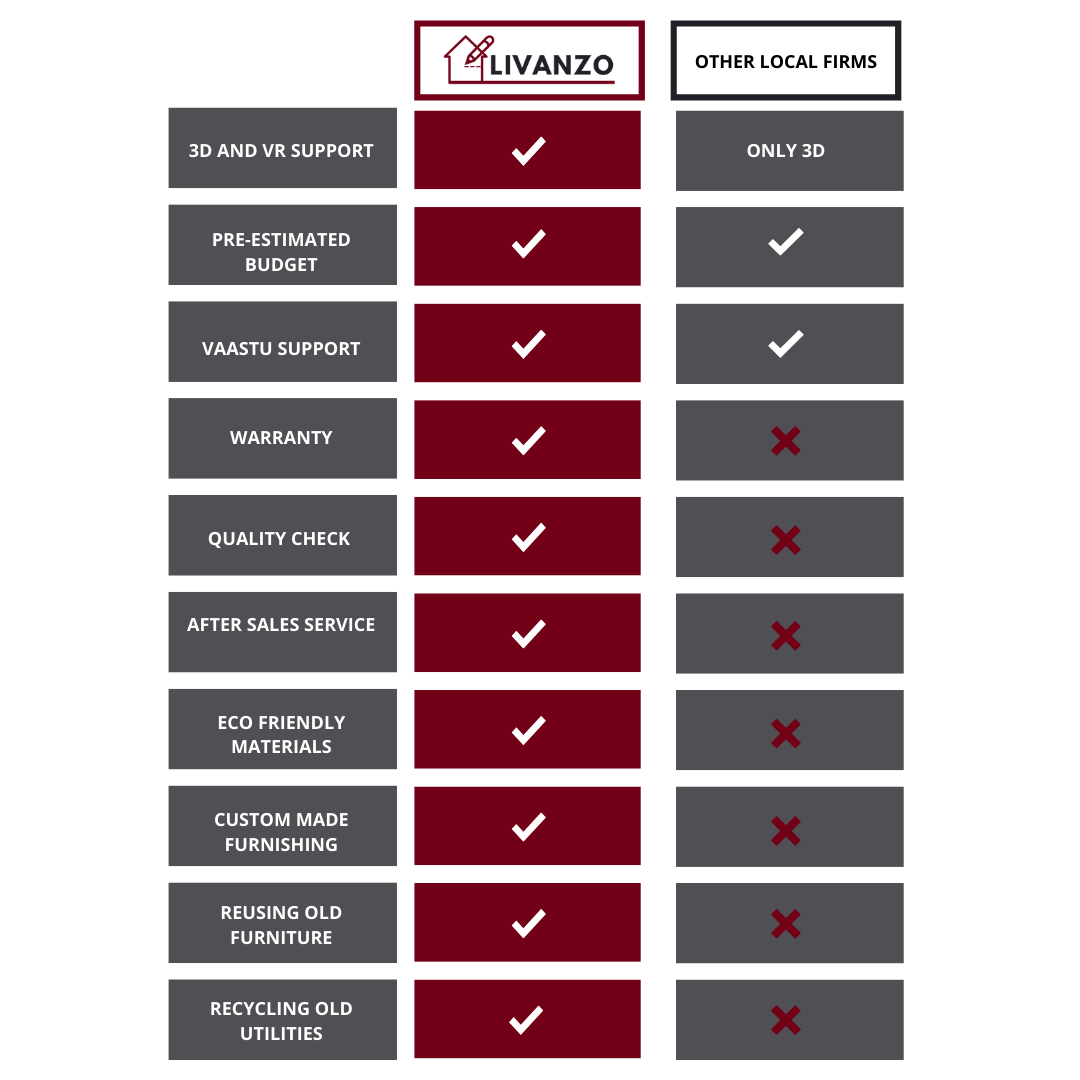 LIVANZO
OTHER LOCAL FIRMS
3D AND VR SUPPORT
ONLY 3D
PRE-ESTIMATED
BUDGET
VAASTU SUPPORT
WARRANTY
QUALITY CHECK
AFTER SALES SERVICE
ECO FRIENDLY
MATERIALS
CUSTOM MADE
FURNISHING
REUSING OLD
FURNITURE
RECYCLING OLD
UTILITIES